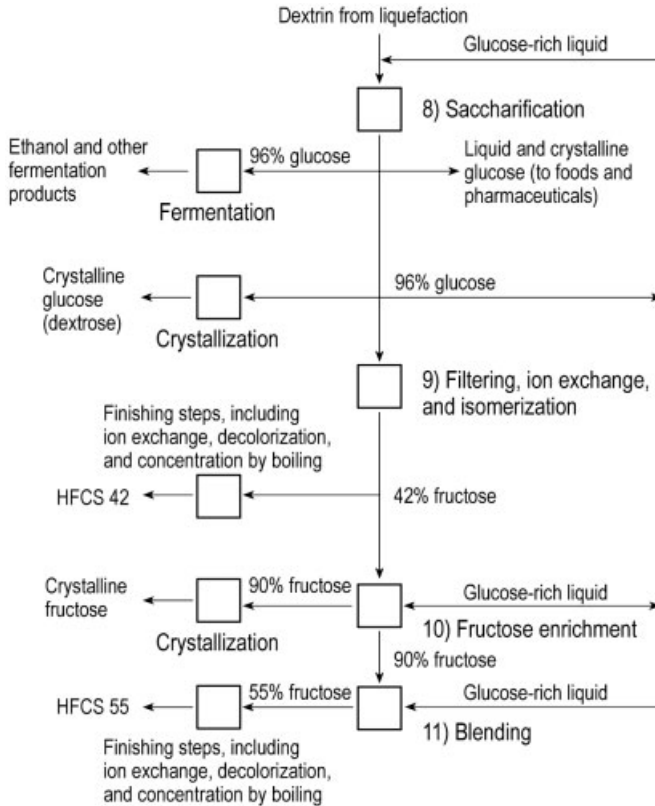 Dextrin from liquefaction
Glucose-rich liquid
8) Saccharification
Ethanol and other
fermentation
products
96% glucose
Fermentation
Liquid and crystalline
glucose (to foods and
pharmaceuticals)
Crystalline
glucose
(dextrose)
Crystallization
96% glucose
9) Filtering, ion exchange,
and isomerization
Finishing steps, including
ion exchange, decolorization,
and concentration by boiling
HFCS 42
42% fructose
Crystalline
fructose
90% fructose
Crystallization
Glucose-rich liquid
10) Fructose enrichment
90% fructose
HFCS 55
55% fructose
Glucose-rich liquid
11) Blending
Finishing steps, including
ion exchange, decolorization,
and concentration by boiling